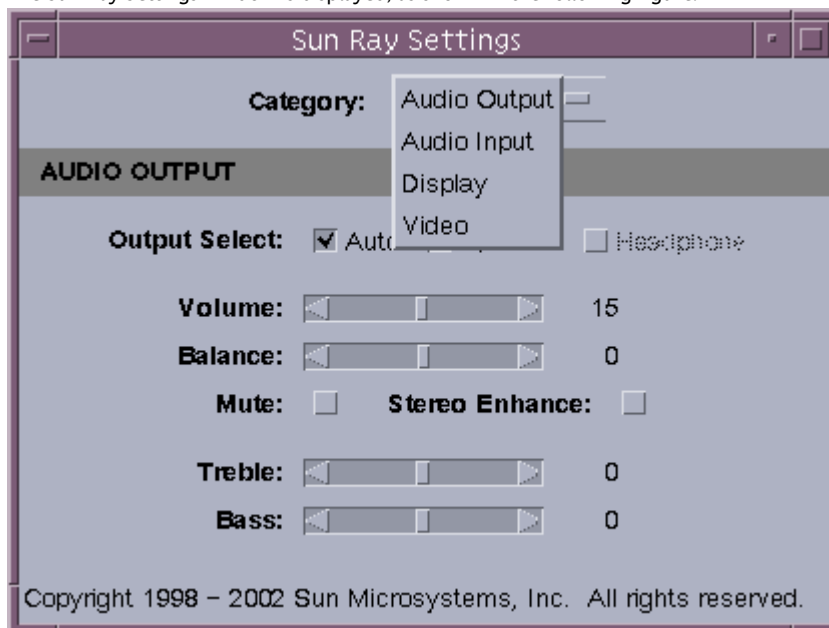 Sun Ray Settings
Category:
Audio Output
Audio Input
Display
Video
AUDIO OUTPUT
Output Select: Auto Headphone
Volume: 15
Balance: 0
Mute: Stereo Enhance:
Treble: 0
Bass: 0
Copyright 1998 – 2002 Sun Microsystems, Inc. All rights reserved.